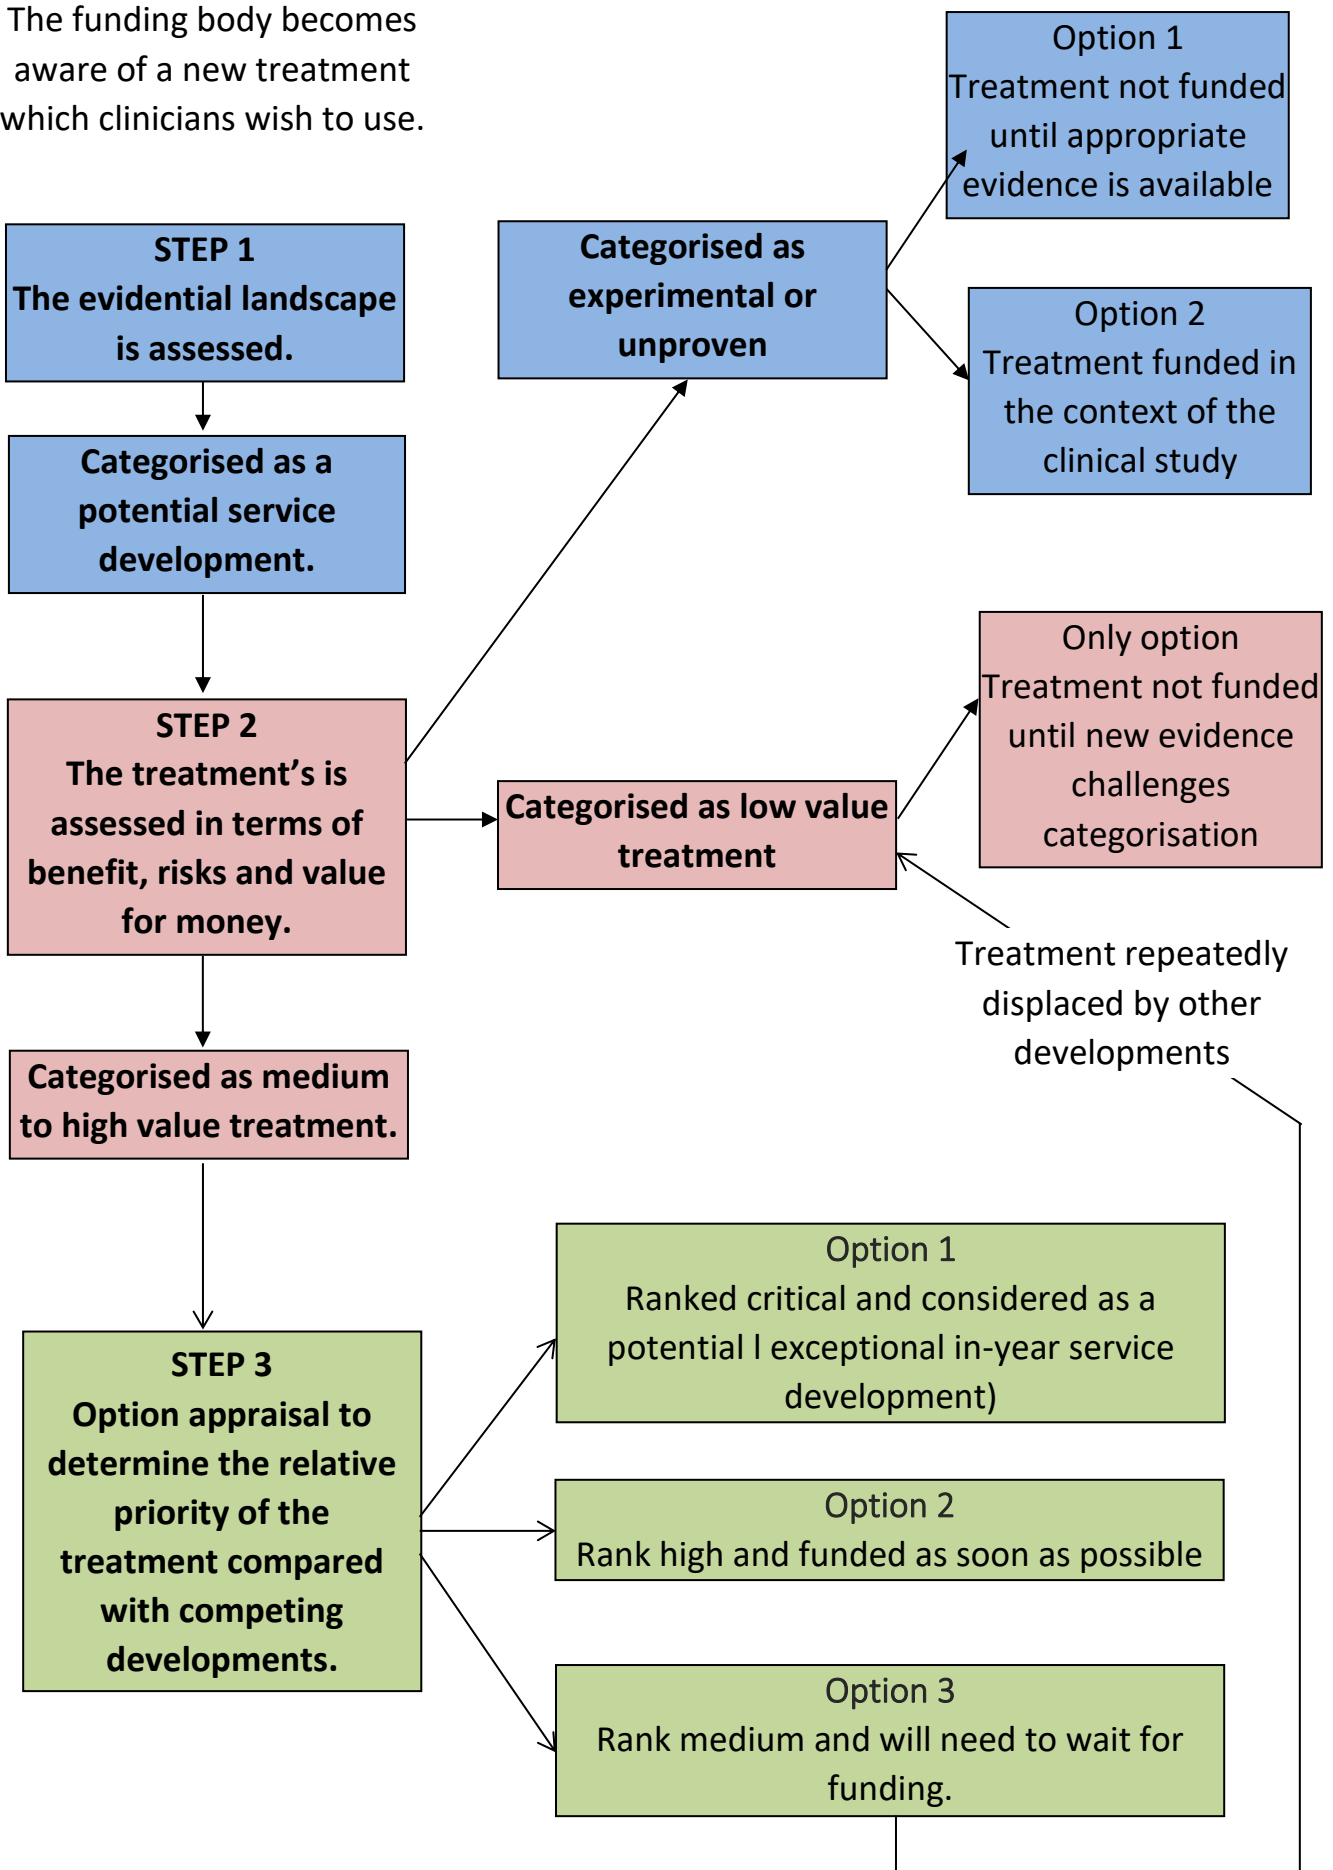 The funding body becomes
aware of a new treatment
which clinicians wish to use.
STEP 1
The evidential landscape
is assessed.
Categorised as a
potential service
development.
STEP 2
The treatment’s is
assessed in terms of
benefit, risks and value
for money.
Categorised as medium
to high value treatment.
STEP 3
Option appraisal to
determine the relative
priority of the
treatment compared
with competing
developments.
Categorised as
experimental or
unproven
Option 1
Treatment not funded
until appropriate
evidence is available
Option 2
Treatment funded in
the context of the
clinical study
Categorised as low value
treatment
Only option
Treatment not funded
until new evidence
challenges
categorisation
Treatment repeatedly
displaced by other
developments
Option 1
Ranked critical and considered as a
potential l exceptional in-year service
development)
Option 2
Rank high and funded as soon as possible
Option 3
Rank medium and will need to wait for
funding.